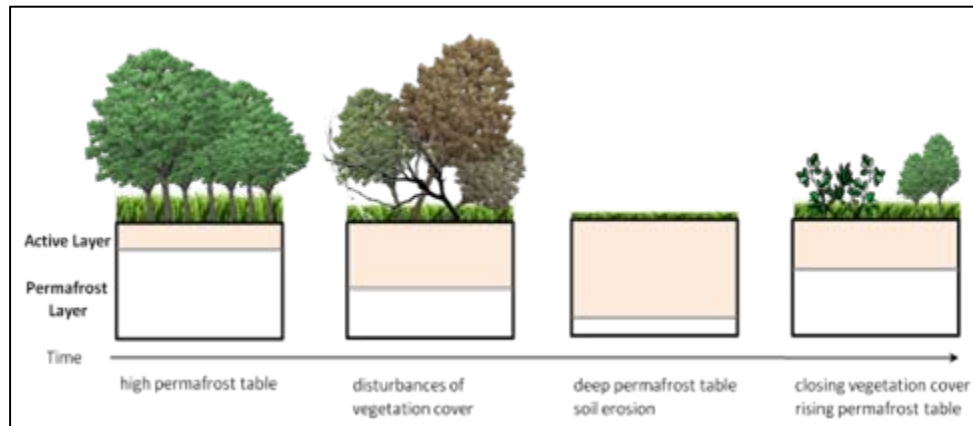 Active Layer
Permafrost
Layer
Time
high permafrost table
disturbances of
vegetation cover
deep permafrost table
soil erosion
closing vegetation cover
rising permafrost table